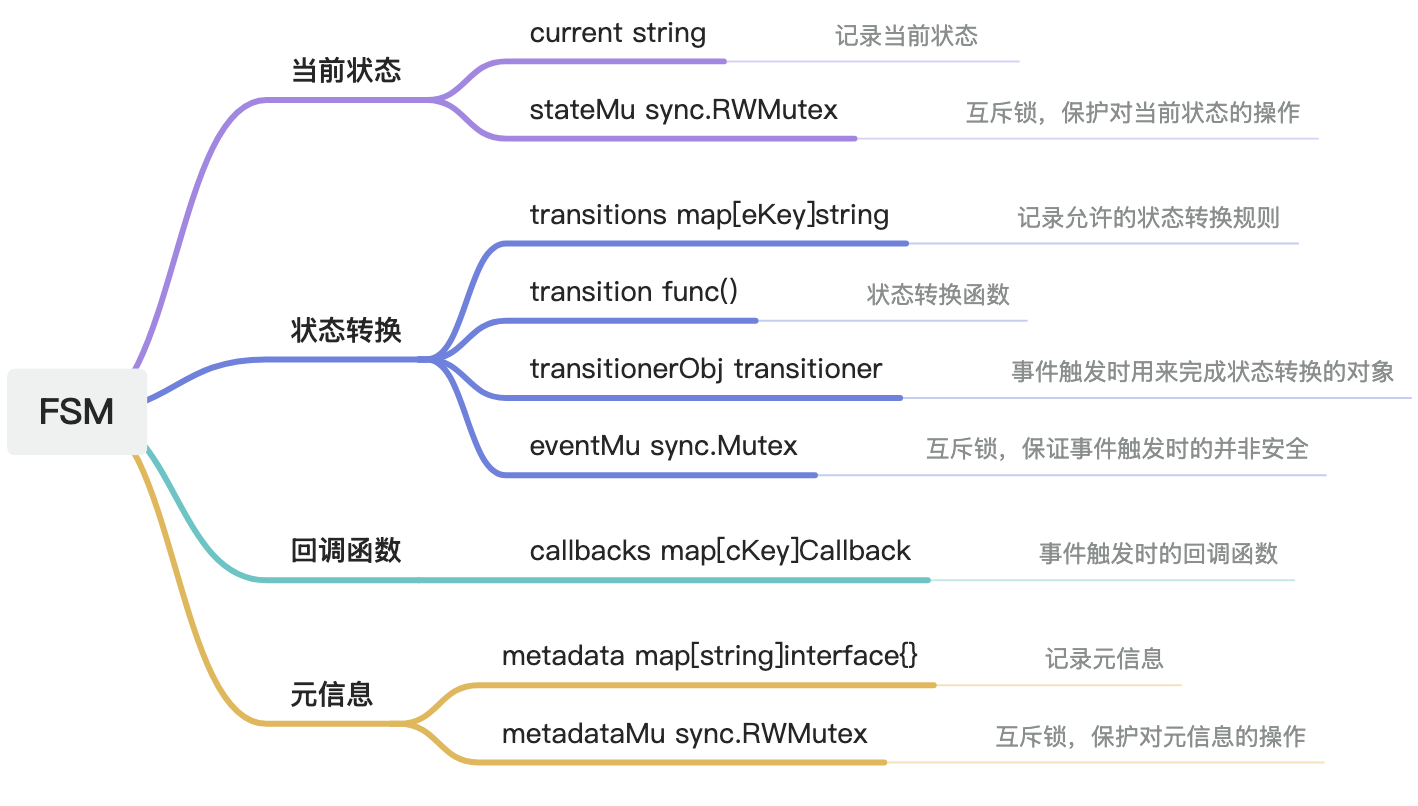 FSM
当前状态
current string
记录当前状态
stateMu sync.RWMutex
互斥锁，保护对当前状态的操作
状态转换
transitions map[eKey]string
记录允许的状态转换规则
transition func()
状态转换函数
transitionerObj transitioner
事件触发时用来完成状态转换的对象
eventMu sync.Mutex
互斥锁，保证事件触发时的并非安全
回调函数
callbacks map[cKey]Callback
事件触发时的回调函数
元信息
metadata map[string]interface{}
记录元信息
metadataMu sync.RWMutex
互斥锁，保护对元信息的操作